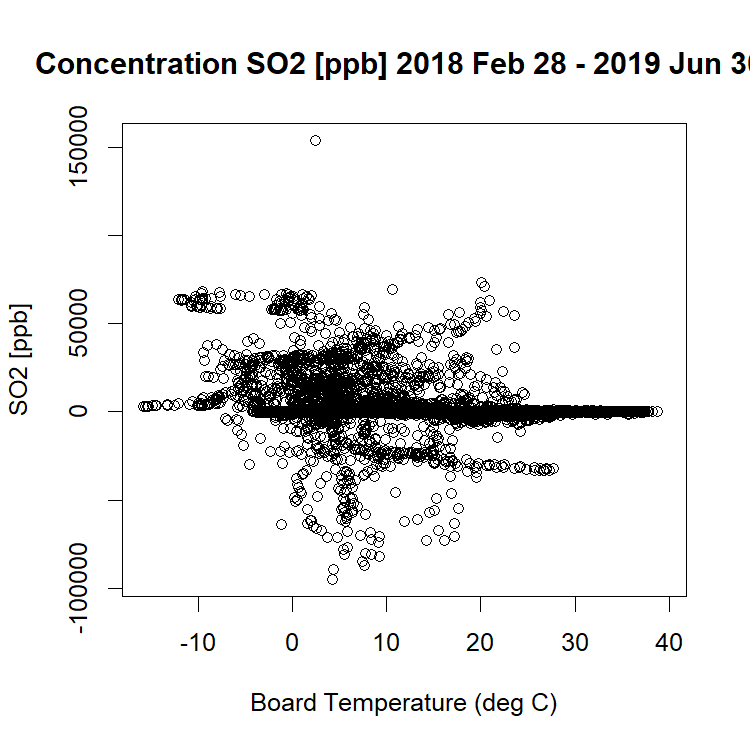 Concentration SO2 [ppb] 2018 Feb 28 - 2019 Jun 30
150000
50000
0
-100000
SO2 [ppb]
-10 0 10 20 30 40
Board Temperature (deg C)